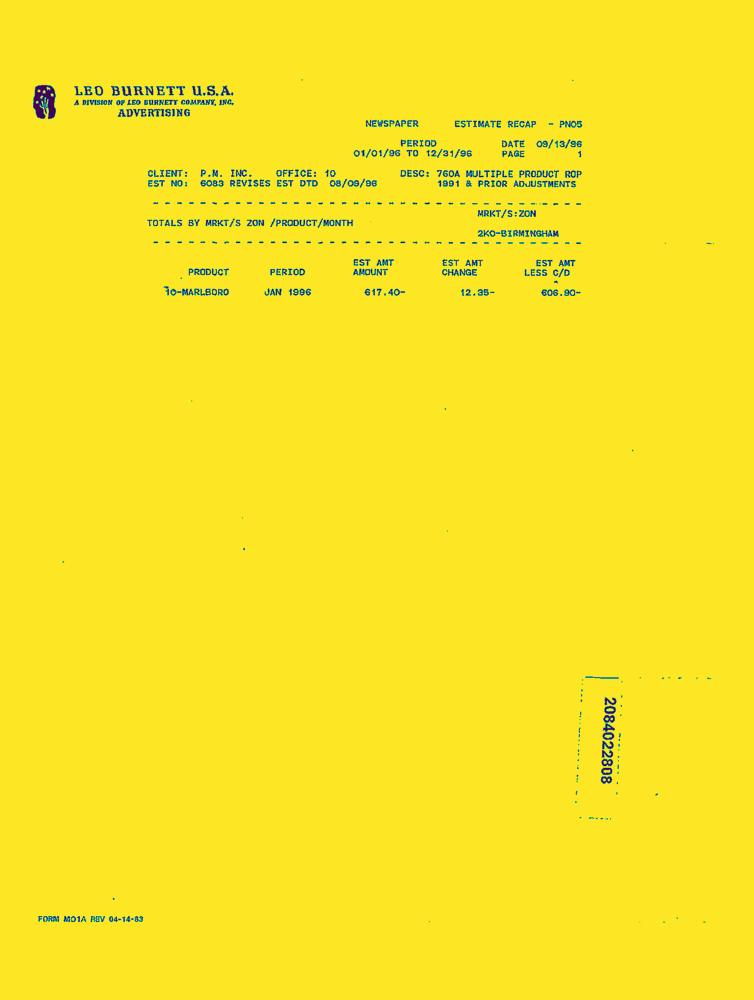 LEO BURNETT U.S.A.
A DIVISION OF LEO BURNETT COMPANY, INC.
ADVERTISING
NEWSPAPER ESTIMATE RECAP - PNO5
PERIOD DATE 09/13/96
01/01/96 TO 12/31/96 PAGE 1
CLIENT: P.M. INC. OFFICE: 10 DESC: 760A MULTIPLE PRODUCT ROP
EST NO: 6083 REVISES EST DTD 08/09/96 1991 & PRIOR ADJUSTMENTS
MRKT/S:ZON
TOTALS BY MRKT/S ZON /PRODUCT/MONTH
2KO-BIRMINGHAM
EST AMT EST AMT EST AMT
PRODUCT PERIOD AMOUNT CHANGE LESS C/D
10-MARLBORO JAN 1996 617.40- 12.35- 606.90-
2084022808
FORM MO1A REV 04-14-83